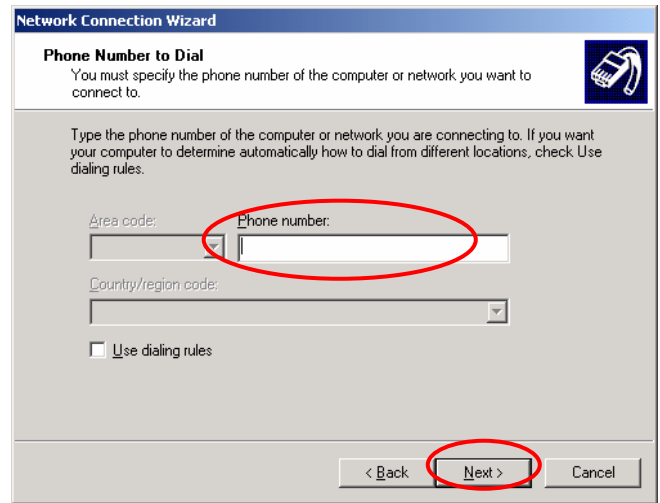 Network Connection Wizard
Phone Number to Dial
You must specify the phone number of the computer or network you want to
connect to.
Type the phone number of the computer or network you are connecting to. If you want
your computer to determine automatically how to dial from different locations, check Use
dialing rules.
Area code: Phone number:
Country/region code:
Use dialing rules
< Back Next > Cancel